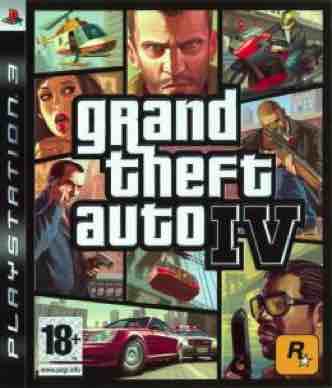 PLAYSTATION 3
grand
theft
auto IV
18+
www.pegi.info
R